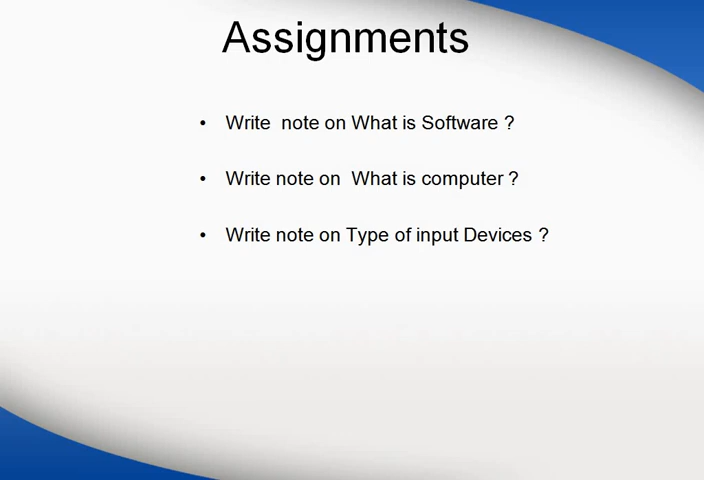 Assignments
• Write note on What is Software ?
• Write note on What is computer ?
• Write note on Type of input Devices ?